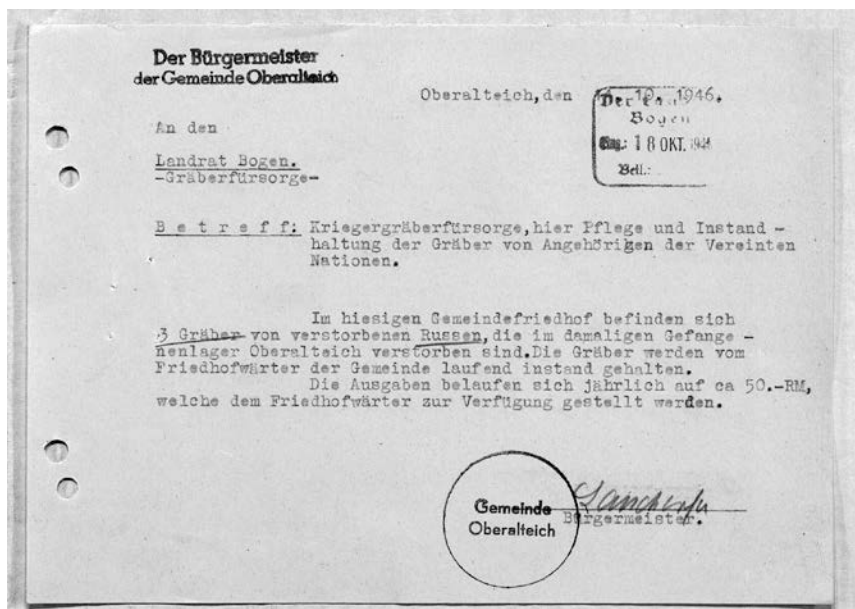 Der Bürgermeister
der Gemeinde Oberalteich
Oberalteich,den 10. 1946.
Bogen
Eing.: 18 OKT. 1946
Beil.:
An den
Landrat Bogen.
-Gräberfürsorge-
B e t r e f f: Kriegergräberfürsorge,hier Pflege und Instand -
haltung der Gräber von Angehörigen der Vereinten
Nationen.
Im hiesigen Gemeindefriedhof befinden sich
3 Gräber von verstorbenen Russen,die im damaligen Gefange -
nenlager Oberalteich verstorben sind.Die Gräber werden vom
Friedhofwärter der Gemeinde laufend instand gehalten.
Die Ausgaben belaufen sich jährlich auf ca 50.-RM,
welche dem Friedhofwärter zur Verfügung gestellt werden.
Gemeinde
Oberalteich
Bürgermeister.